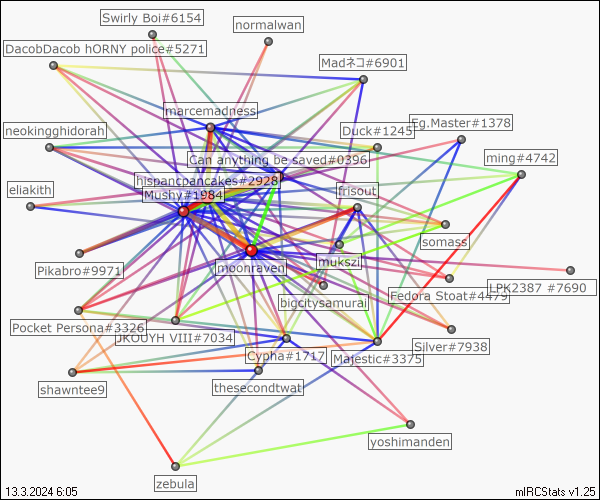 Swirly Boi#6154
normalwan
DacobDacob hORNY police#5271
Madネコ#6901
marcemadness
Eg.Master#1378
neokingghidorah
Duck#1245
Can anything be saved#0396
ming#4742
hispancpancakes#2928
eliakith
Mushy#1984
frisout
somass
mukszi
moonraven
Pikabro#9971
LPK2387 #7690
bigcitysamurai
Fedora Stoat#4479
Pocket Persona#3326
JKOUYH VIII#7034
Silver#7938
Cypha#1717
Majestic#3375
shawntee9
thesecondtwat
yoshimanden
zebula
13.3.2024 6:05
mIRCStats v1.25